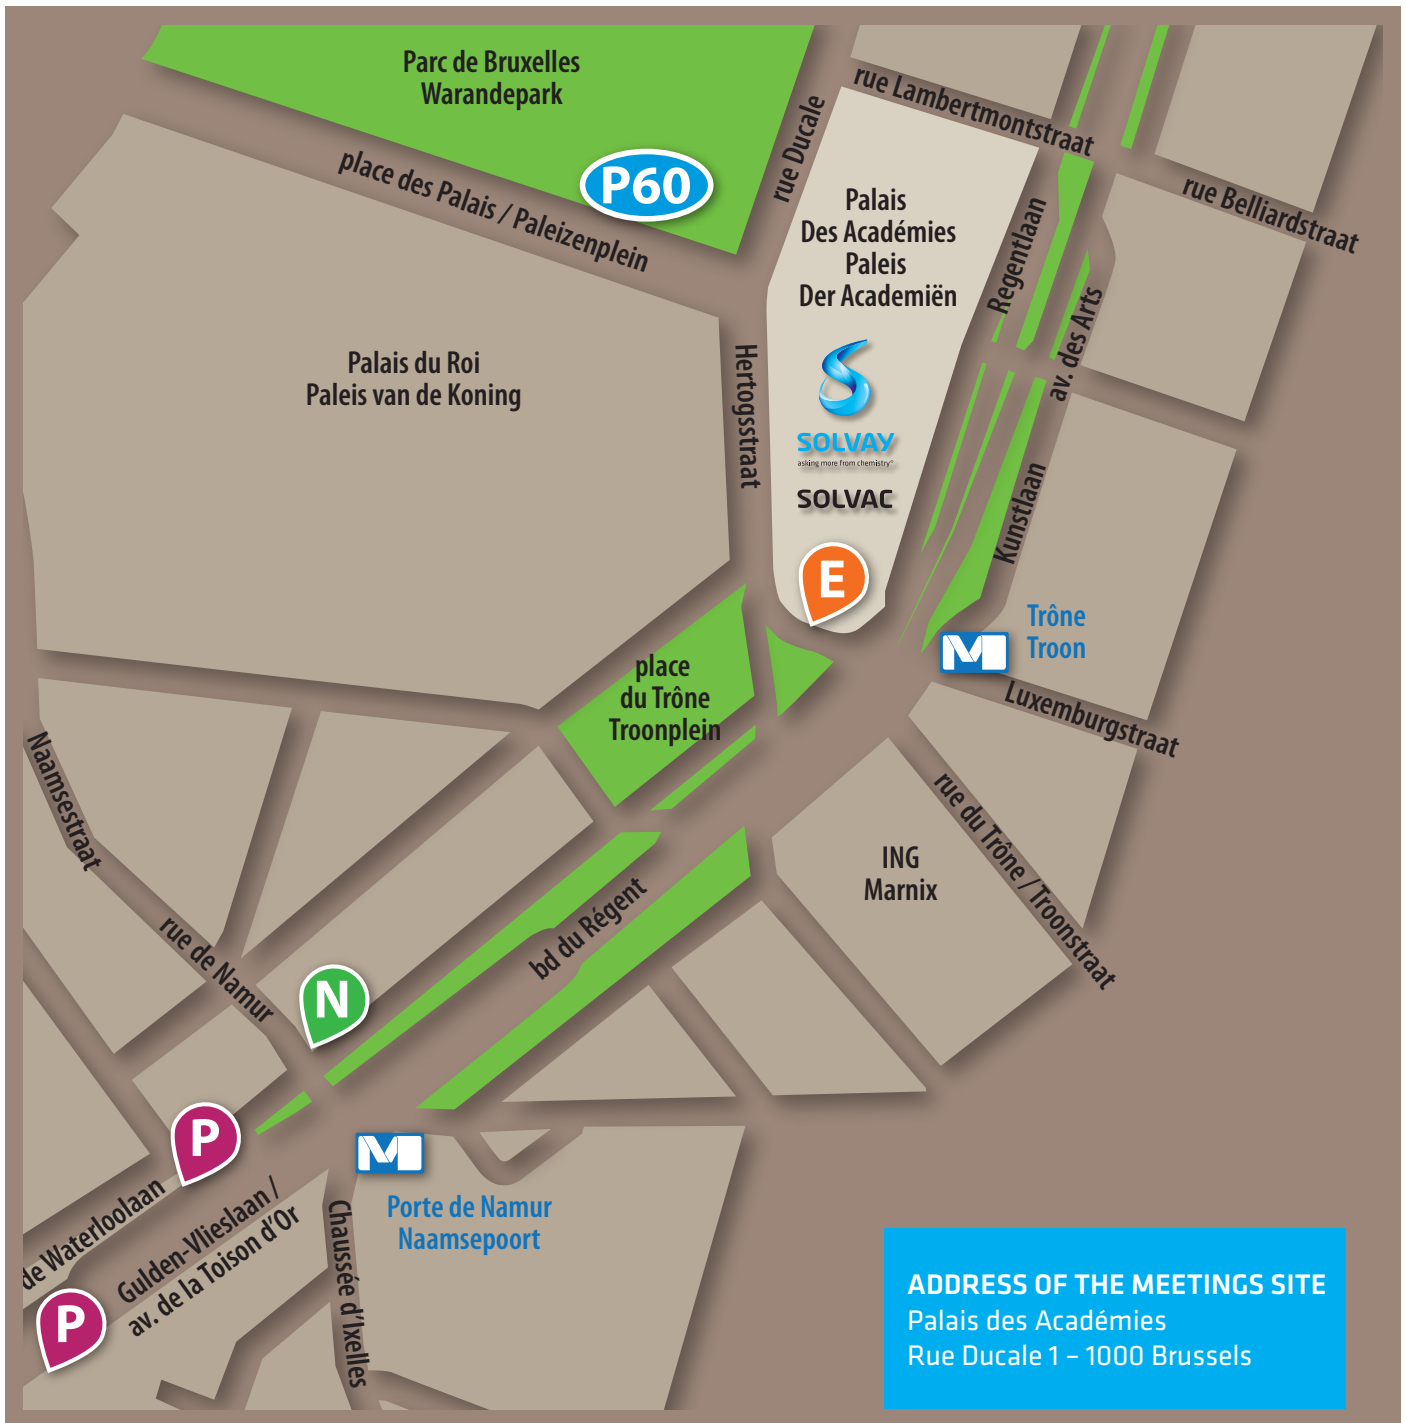 Parc de Bruxelles
Warandepark
rue Lambertmontstraat
rue Ducale
place des Palais / Paleizenplein
P60
rue Belliardstraat
Palais
Des Académies
Paleis
Der Academiën
Regentlaan
av. des Arts
Palais du Roi
Paleis van de Koning
Hertogsstraat
SOLVAY
asking more from chemistry®
SOLVAC
Kunstlaan
E
Trône
Troon
M
place
du Trône
Troonplein
Luxemburgstraat
Naamsestraat
rue du Trône / Troonstraat
ING
Marnix
bd du Régent
rue de Namur
N
P
M
Porte de Namur
Naamsepoort
de Waterloolaan
Gulden-Vlieslaan /
av. de la Toison d'Or
Chaussée d'Ixelles
P
ADDRESS OF THE MEETINGS SITE
Palais des Académies
Rue Ducale 1 – 1000 Brussels